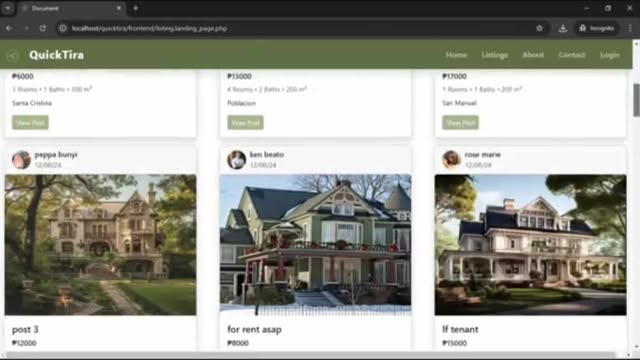 Document
localhost/quicktira/frontend/listing.landing_page.php
Incognito
QuickTira
Home Listings About Contact Login
₱6000
₱13000
₱17000
1 Rooms • 1 Baths • 100 m²
4 Rooms • 2 Baths • 200 m²
1 Rooms • 1 Baths • 200 m²
Santa Cristina
Poblacion
San Manuel
View Post
View Post
View Post
peppa bunyi
12/08/24
ken beato
12/08/24
rose marie
12/08/24
post 3
for rent asap
lf tenant
₱12000
₱8000
₱15000